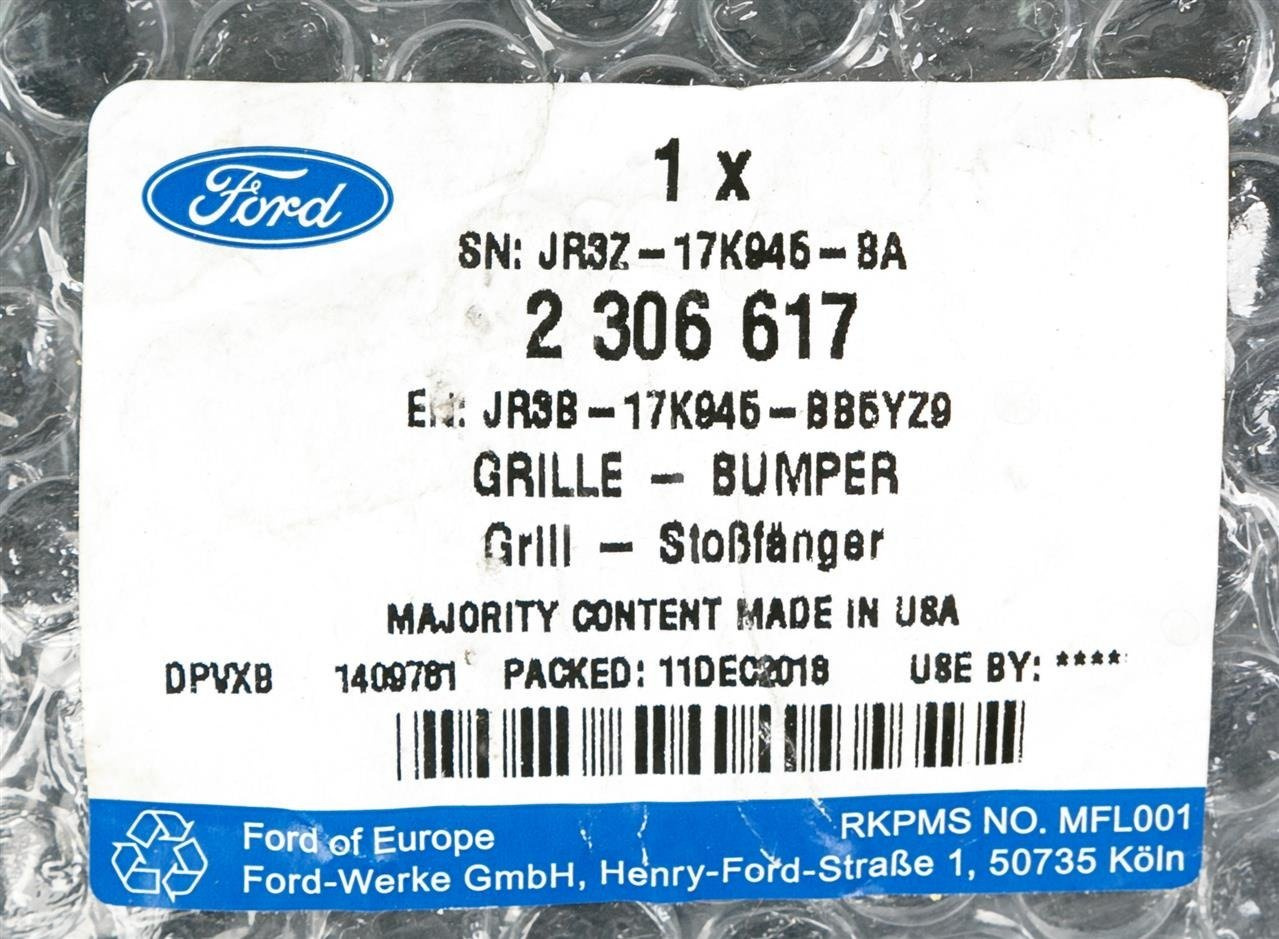 Ford
1 x
SN: JR3Z-17K945-BA
2 306 617
EN: JR3B-17K945-BB5YZ9
GRILLE - BUMPER
Grill - Stoßfänger
MAJORITY CONTENT MADE IN USA
DPVXB 1409781 PACKED: 11DEC2018 USE BY: ****
Ford of Europe RKPMS NO. MFL001
Ford-Werke GmbH, Henry-Ford-Straße 1, 50735 Köln